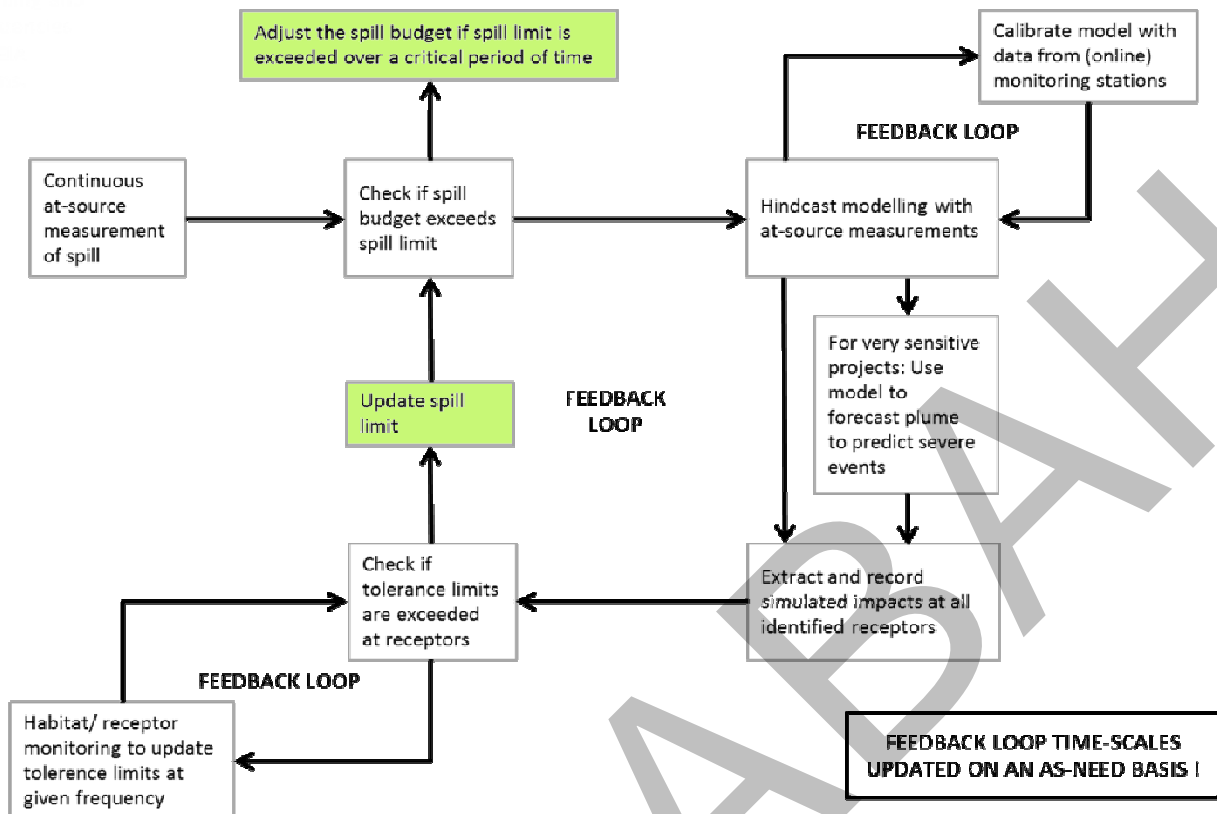 Adjust the spill budget if spill limit is
exceeded over a critical period of time
Calibrate model with
data from (online)
monitoring stations
FEEDBACK LOOP
Continuous
at-source
measurement
of spill
Check if spill
budget exceeds
spill limit
Hindcast modelling with
at-source measurements
For very sensitive
projects: Use
model to
forecast plume
to predict severe
events
Update spill
limit
FEEDBACK
LOOP
Check if
tolerance limits
are exceeded
at receptors
Extract and record
simulated impacts at all
identified receptors
FEEDBACK LOOP
Habitat/ receptor
monitoring to update
tolerence limits at
given frequency
FEEDBACK LOOP TIME-SCALES
UPDATED ON AN AS-NEED BASIS !
ABAH